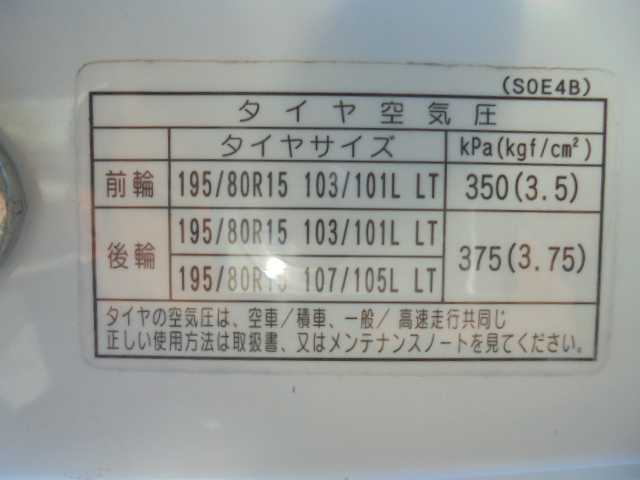 (S0E4B)
タイヤ空気圧
タイヤサイズ kPa(kgf/cm²)
前輪 195/80R15 103/101L LT 350(3.5)
後輪 195/80R15 103/101L LT 375(3.75)
195/80R15 107/105L LT
タイヤの空気圧は、空車/積車、一般/高速走行共同じ
正しい使用方法は取扱書、又はメンテナンスノートを見てください。